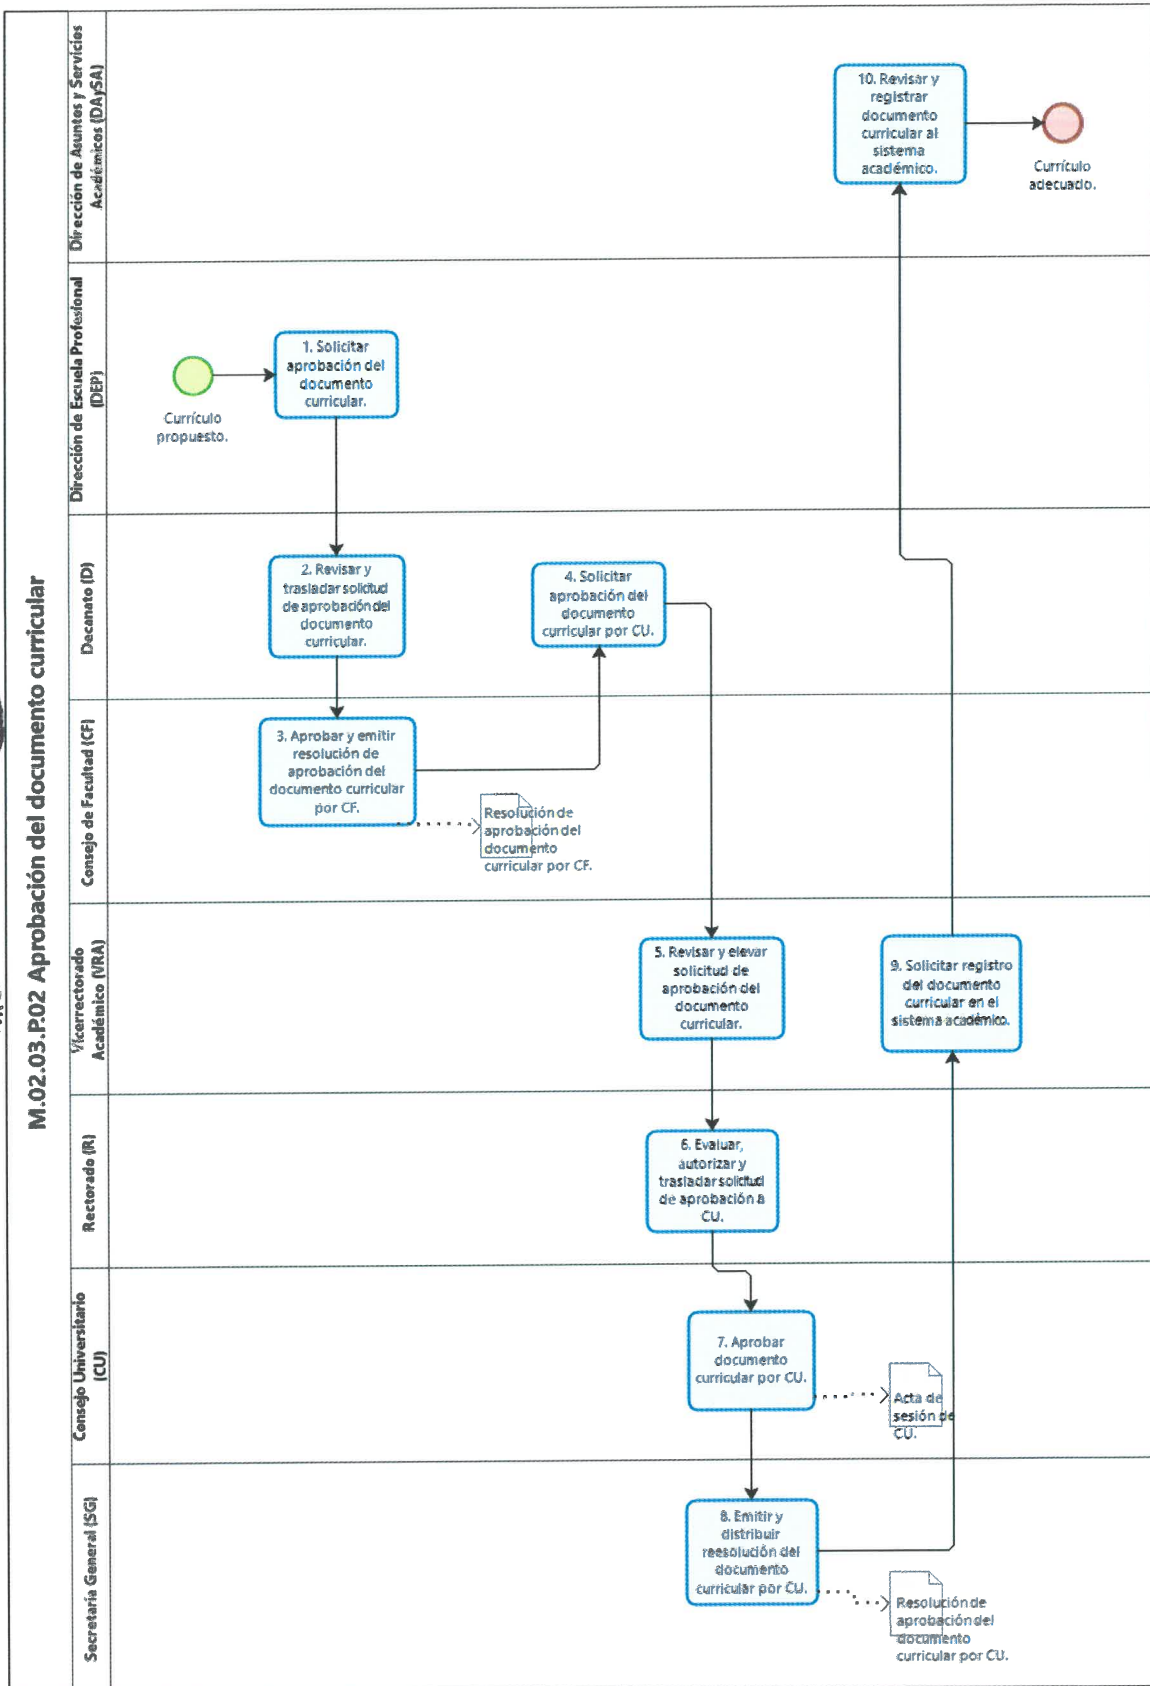 M.02.03.P.02 Aprobación del documento curricular
Dirección de Asuntos y Servicios
Académicos (DAySA)
10. Revisar y
registrar
documento
curricular al
sistema
académico.
Currículo
adecuado.
Dirección de Escuela Profesional
(DEP)
Currículo
propuesto.
1. Solicitar
aprobación del
documento
curricular.
Decanato (D)
2. Revisar y
trasladar solicitud
de aprobación del
documento
curricular.
4. Solicitar
aprobación del
documento
curricular por CU.
Consejo de Facultad (CF)
3. Aprobar y emitir
resolución de
aprobación del
documento curricular
por CF.
Resolución de
aprobación del
documento
curricular por CF.
Vicerrectorado
Académico (VRA)
5. Revisar y elevar
solicitud de
aprobación del
documento
curricular.
9. Solicitar registro
del documento
curricular en el
sistema académico.
Rectorado (R)
6. Evaluar,
autorizar y
trasladar solicitud
de aprobación a
CU.
Consejo Universitario
(CU)
7. Aprobar
documento
curricular por CU.
Acta de
sesión de
CU.
Secretaría General (SG)
8. Emitir y
distribuir
reesolución del
documento
curricular por CU.
Resolución de
aprobación del
documento
curricular por CU.